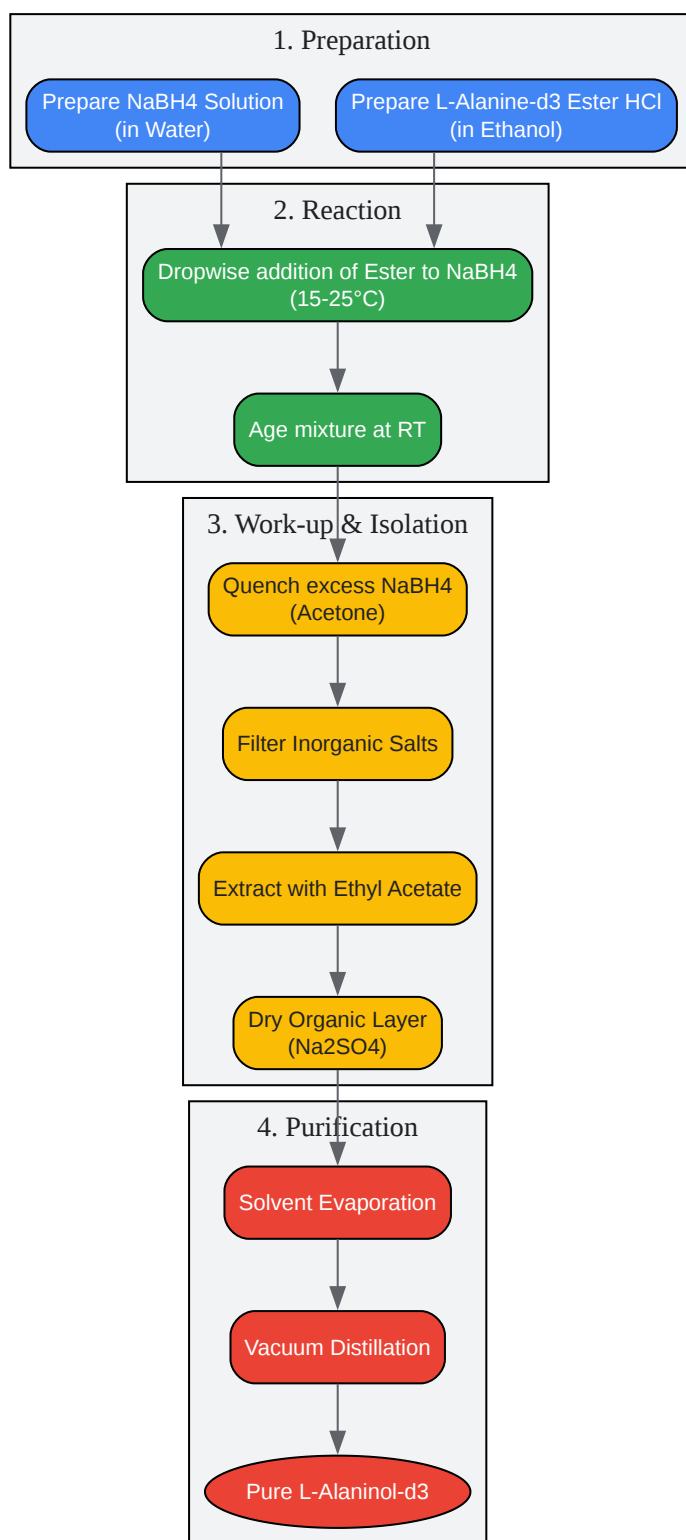 1. Preparation
Prepare NaBH4 Solution
(in Water)
Prepare L-Alanine-d3 Ester HCl
(in Ethanol)
2. Reaction
Dropwise addition of Ester to NaBH4
(15-25°C)
Age mixture at RT
3. Work-up & Isolation
Quench excess NaBH4
(Acetone)
Filter Inorganic Salts
Extract with Ethyl Acetate
Dry Organic Layer
(Na2SO4)
4. Purification
Solvent Evaporation
Vacuum Distillation
Pure L-Alaninol-d3